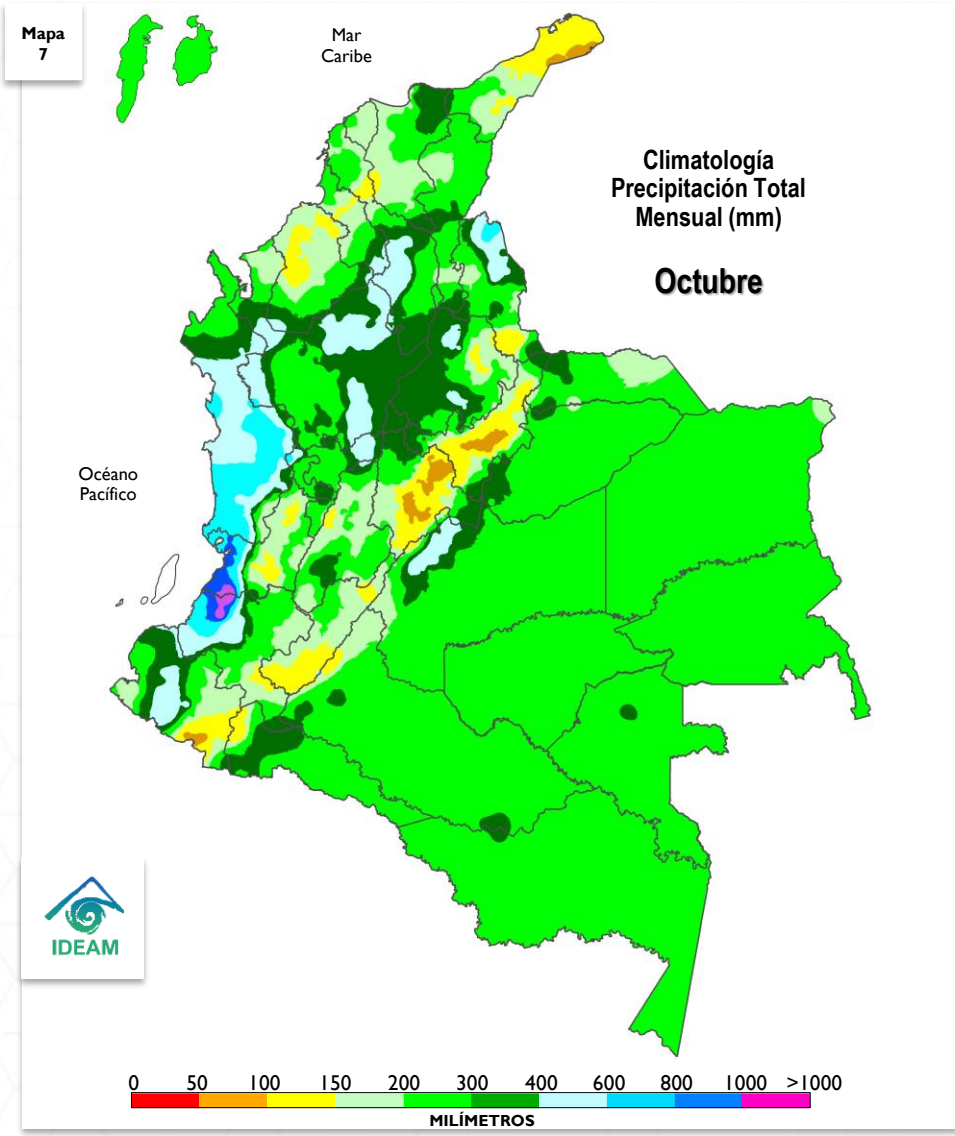 Mapa
7
Mar
Caribe
Climatología
Precipitación Total
Mensual (mm)
Octubre
Océano
Pacífico
IDEAM
0 50 100 150 200 300 400 600 800 1000 >1000
MILÍMETROS